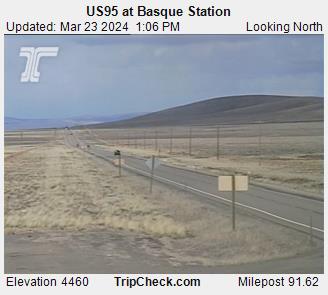 US95 at Basque Station
Updated: Mar 23 2024 1:06 PM Looking North
Elevation 4460 TripCheck.com Milepost 91.62